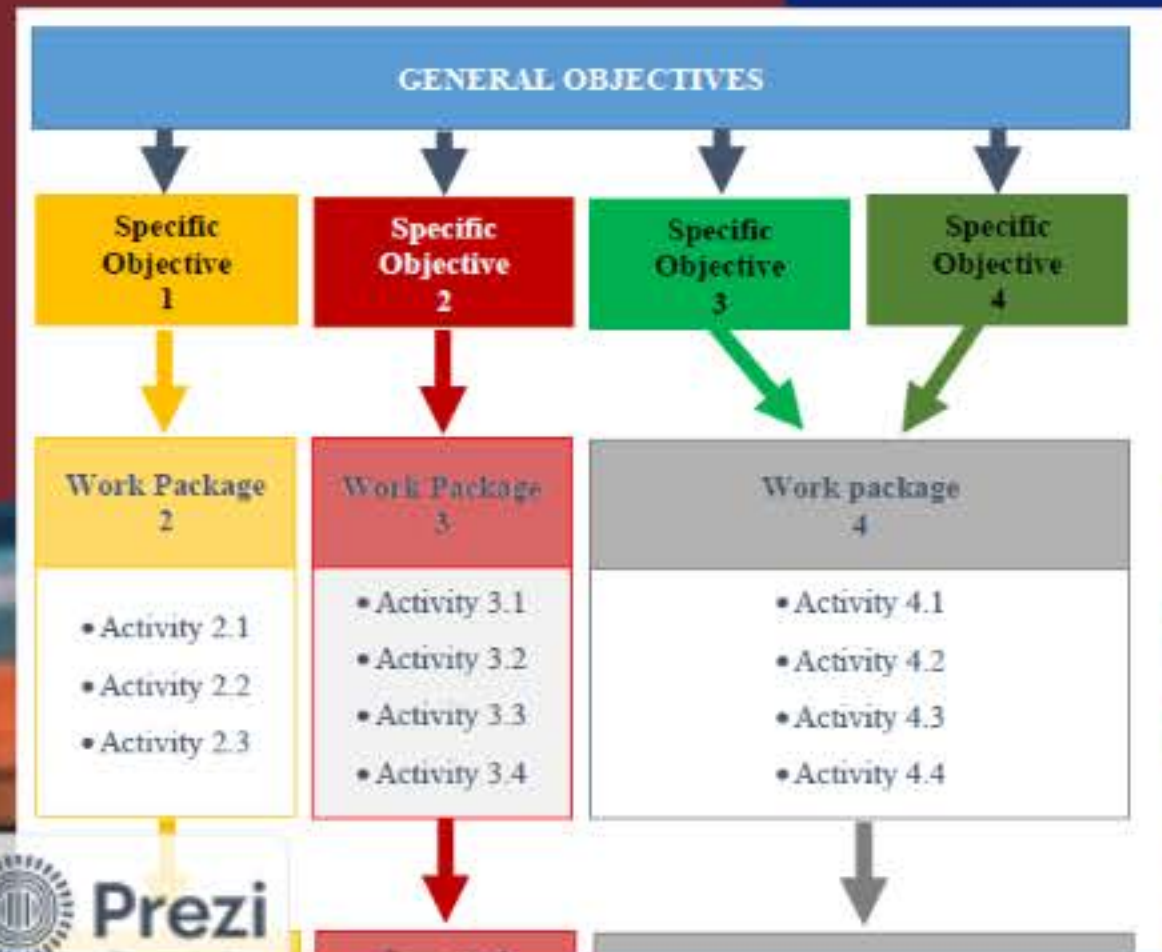 GENERAL OBJECTIVES
Specific
Objective
1
Specific
Objective
2
Specific
Objective
3
Specific
Objective
4
Work Package
2
Work Package
3
Work package
4
• Activity 2.1
• Activity 2.2
• Activity 2.3
• Activity 3.1
• Activity 3.2
• Activity 3.3
• Activity 3.4
• Activity 4.1
• Activity 4.2
• Activity 4.3
• Activity 4.4
Prezi